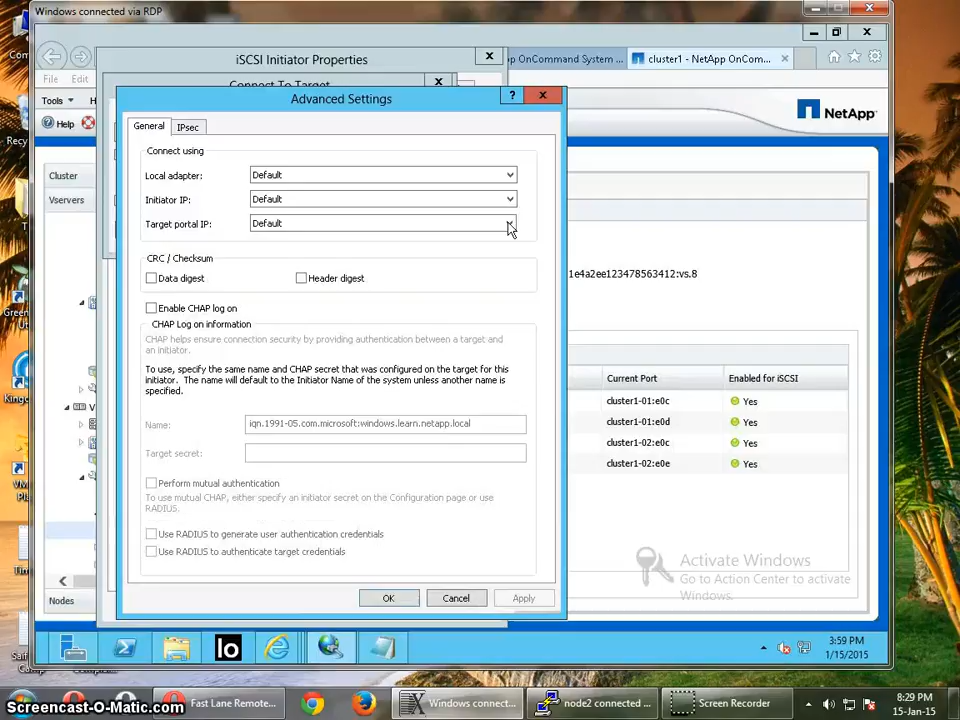 Windows connected via RDP
iSCSI Initiator Properties
OnCommand System ...
cluster1 - NetApp OnCom...
File Edit
Connect To Target
Advanced Settings
Tools
Help
NetApp
General
IPsec
Cluster
Vservers
Connect using
Local adapter:
Default
Initiator IP:
Default
Target portal IP:
Default
CRC / Checksum
1e4a2ee123478563412:vs.8
Data digest
Header digest
Enable CHAP log on
CHAP Log on information
CHAP helps ensure connection security by providing authentication between a target and
an initiator.
To use, specify the same name and CHAP secret that was configured on the target for this
initiator. The name will default to the Initiator Name of the system unless another name is
specified.
Current Port
Enabled for iSCSI
cluster1-01:e0c
Yes
cluster1-01:e0d
Yes
cluster1-02:e0c
Yes
cluster1-02:e0e
Yes
Name:
iqn.1991-05.com.microsoft:windows.learn.netapp.local
Target secret:
Perform mutual authentication
To use mutual CHAP, either specify an initiator secret on the Configuration page or use
RADIUS.
Use RADIUS to generate user authentication credentials
Use RADIUS to authenticate target credentials
Activate Windows
Go to Action Center to activate
Windows.
OK
Cancel
Apply
Nodes
lo
3:59 PM
1/15/2015
Fast Lane Remote...
Windows connect...
node2 connected ...
Screen Recorder
8:29 PM
15-Jan-15
Screencast-O-Matic.com